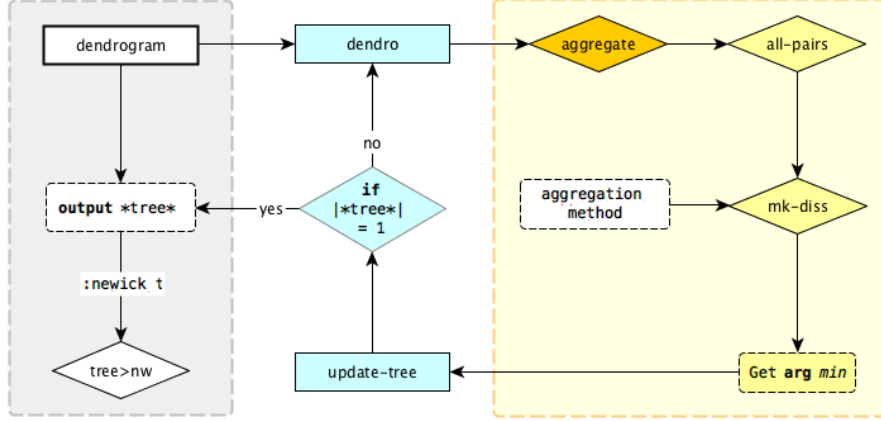 dendrogram
dendro
aggregate
all-pairs
no
if
|*tree*|
= 1
yes
output *tree*
aggregation
method
mk-diss
:newick t
tree>nw
update-tree
Get arg min